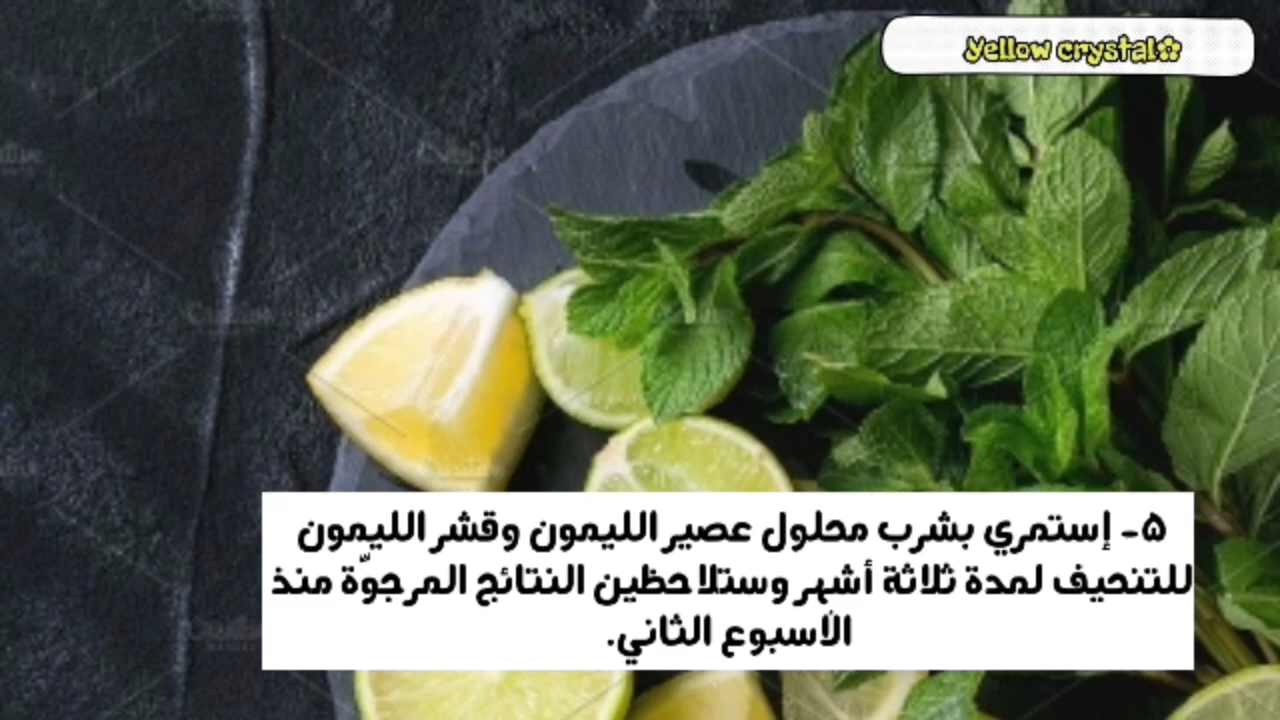 Yellow crystal✿
۵- إستمري بشرب محلول عصير الليمون وقشر الليمون
للتنحيف لمدة ثلاثة أشهر وستلاحظين النتائج المرجوّة منذ
الأسبوع الثاني.